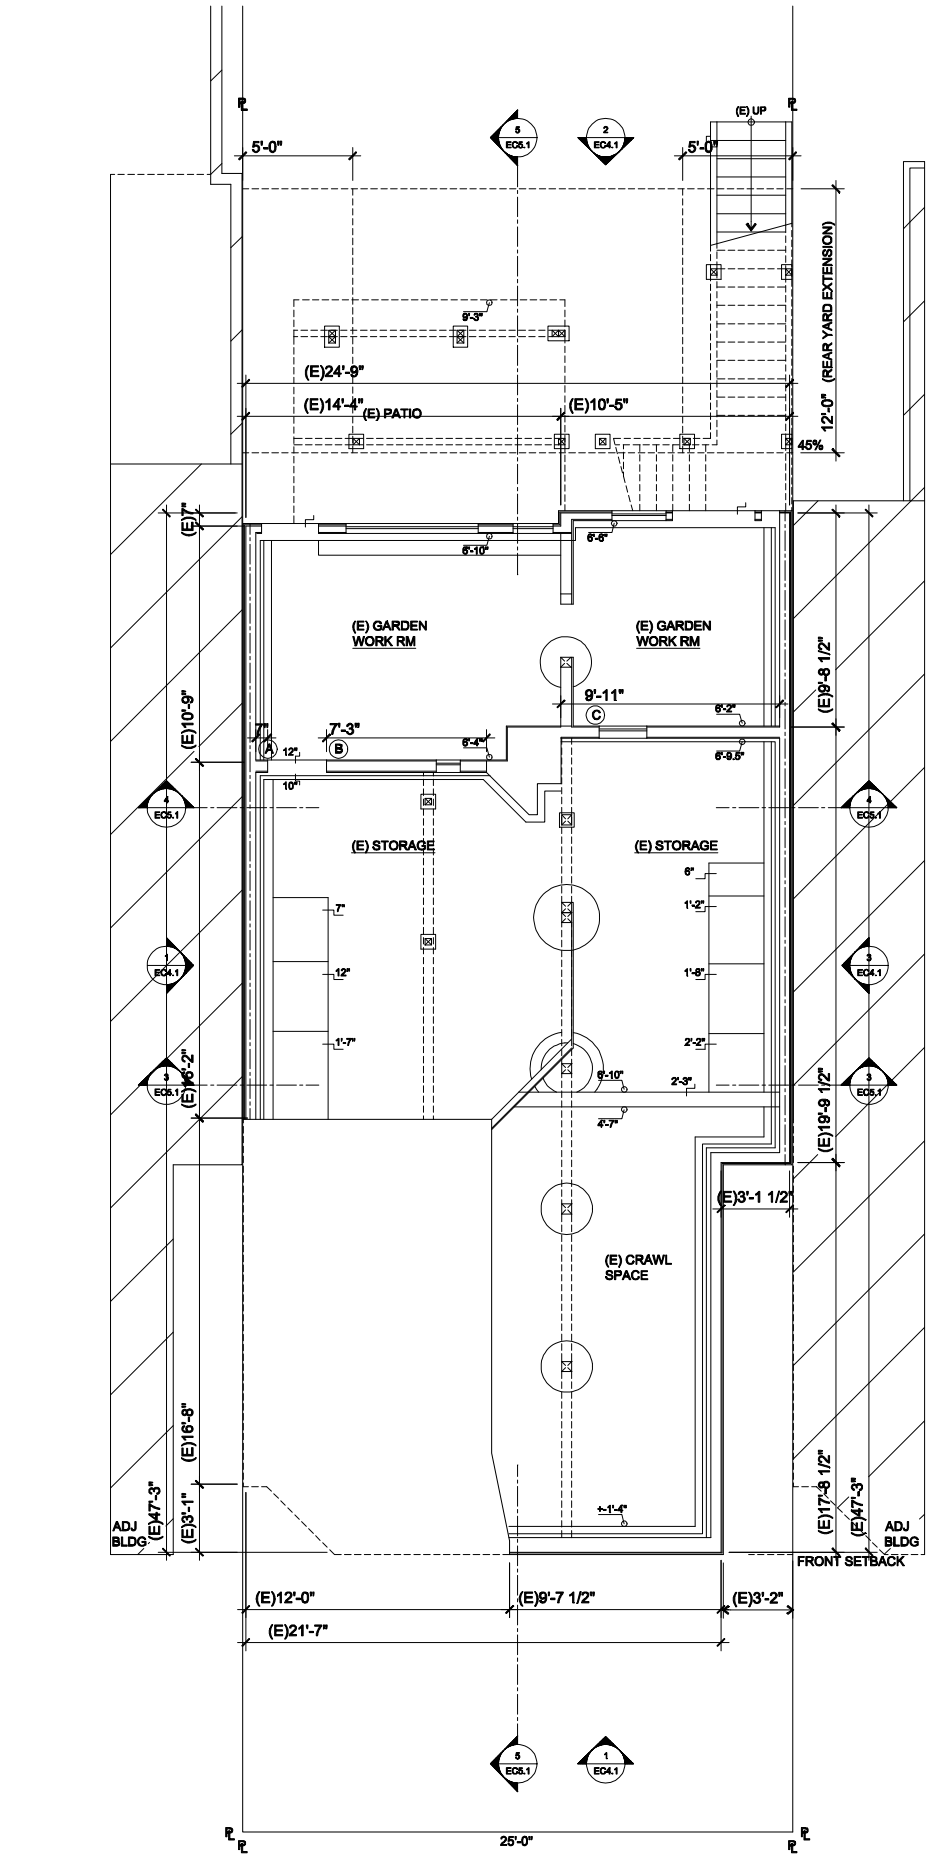 PL
PL
(E) UP
5
EC5.1
2
EC4.1
5'-0"
5'-0"
(REAR YARD EXTENSION)
12'-0"
9'-3"
(E)24'-9"
(E)14'-4"
(E)10'-5"
(E) PATIO
45%
(E)7"
6'-10"
6'-6"
(E) GARDEN
WORK RM
(E) GARDEN
WORK RM
(E)9'-8 1/2"
(E)10'-9"
9'-11"
7"
7'-3"
C
6'-2"
A
B
12"
6'-4"
6'-9.5"
10"
4
EC5.1
4
EC5.1
(E) STORAGE
(E) STORAGE
6"
7"
1'-2"
1
EC4.1
3
EC4.1
12"
1'-8"
1'-7"
2'-2"
3
EC5.1
3
EC5.1
6'-10"
2'-3"
4'-7"
(E)19'-9 1/2"
(E)3'-1 1/2"
(E) CRAWL
SPACE
(E)16'-8"
(E)47'-3"
(E)3'-1"
(E)17'-8 1/2"
(E)47'-3"
+-1'-4"
ADJ
BLDG
ADJ
BLDG
FRONT SETBACK
(E)12'-0"
(E)9'-7 1/2"
(E)3'-2"
(E)21'-7"
5
EC5.1
1
EC4.1
PL
PL
PL
PL
25'-0"